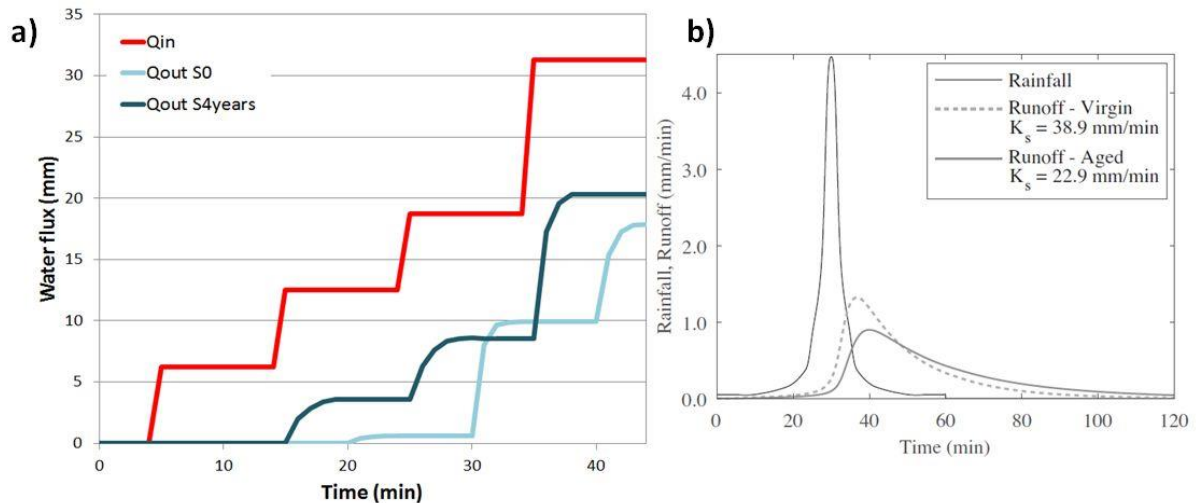 a)
Water flux (mm)
35
30
25
20
15
10
5
0
Qin
Qout S0
Qout S4years
0 10 20 30 40
Time (min)
b)
Rainfall, Runoff (mm/min)
4.0
3.0
2.0
1.0
0.0
Rainfall
Runoff - Virgin
Ks = 38.9 mm/min
Runoff - Aged
Ks = 22.9 mm/min
0 20 40 60 80 100 120
Time (min)